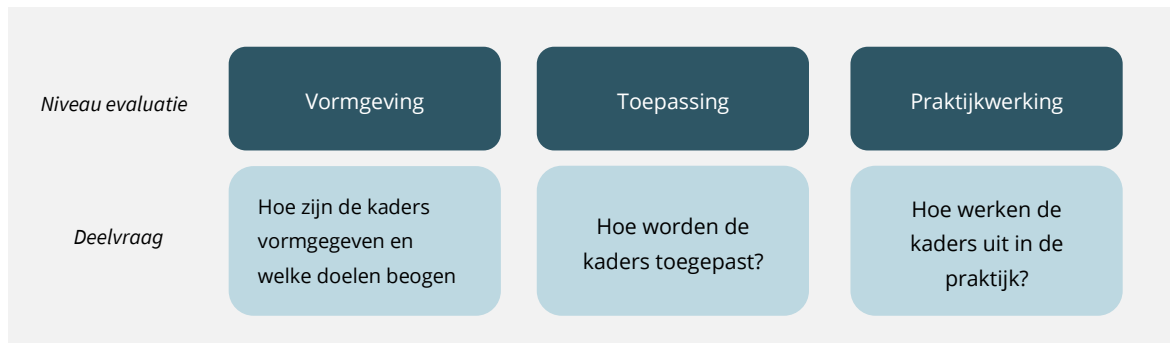 Niveau evaluatie
Vormgeving
Toepassing
Praktijkwerking
Deelvraag
Hoe zijn de kaders
vormgegeven en
welke doelen beogen
Hoe worden de
kaders toegepast?
Hoe werken de
kaders uit in de
praktijk?